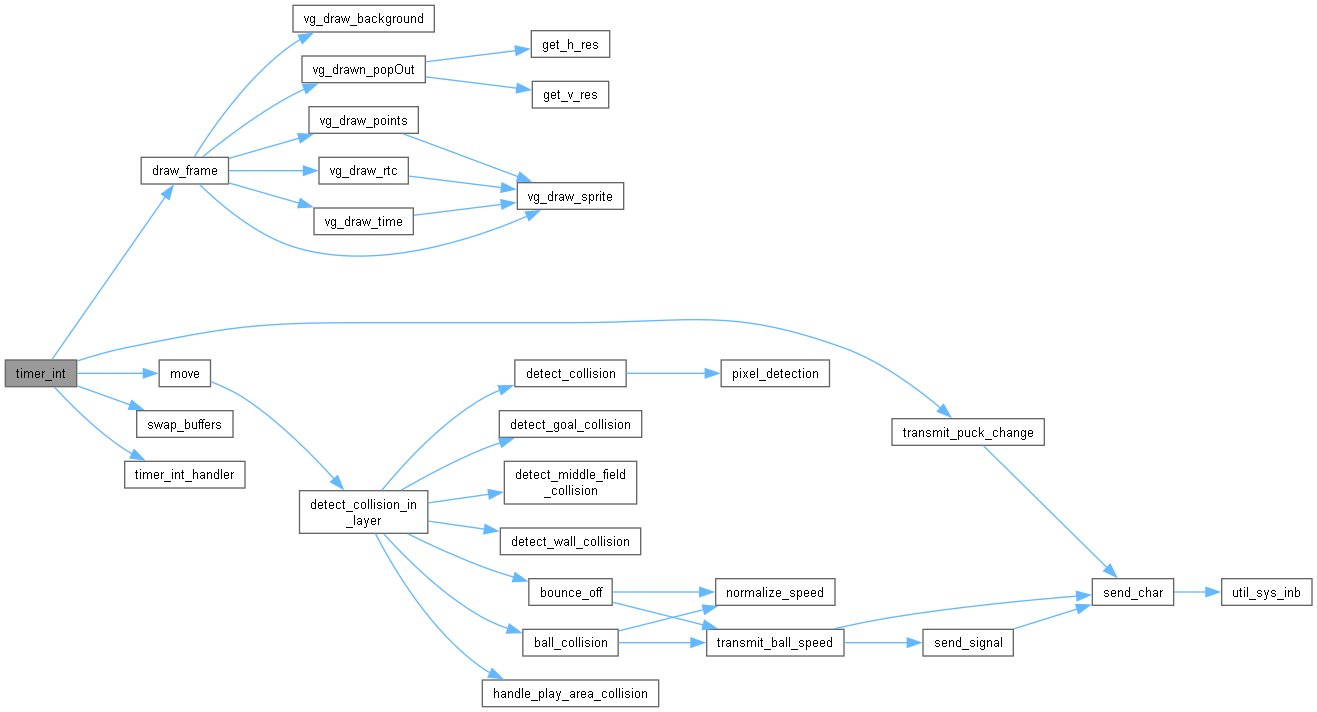 vg_draw_background
get_h_res
vg_drawn_popOut
get_v_res
vg_draw_points
draw_frame
vg_draw_rtc
vg_draw_sprite
vg_draw_time
timer_int
move
detect_collision
pixel_detection
swap_buffers
detect_goal_collision
transmit_puck_change
timer_int_handler
detect_middle_field
_collision
detect_collision_in
_layer
detect_wall_collision
bounce_off
normalize_speed
send_char
util_sys_inb
ball_collision
transmit_ball_speed
send_signal
handle_play_area_collision